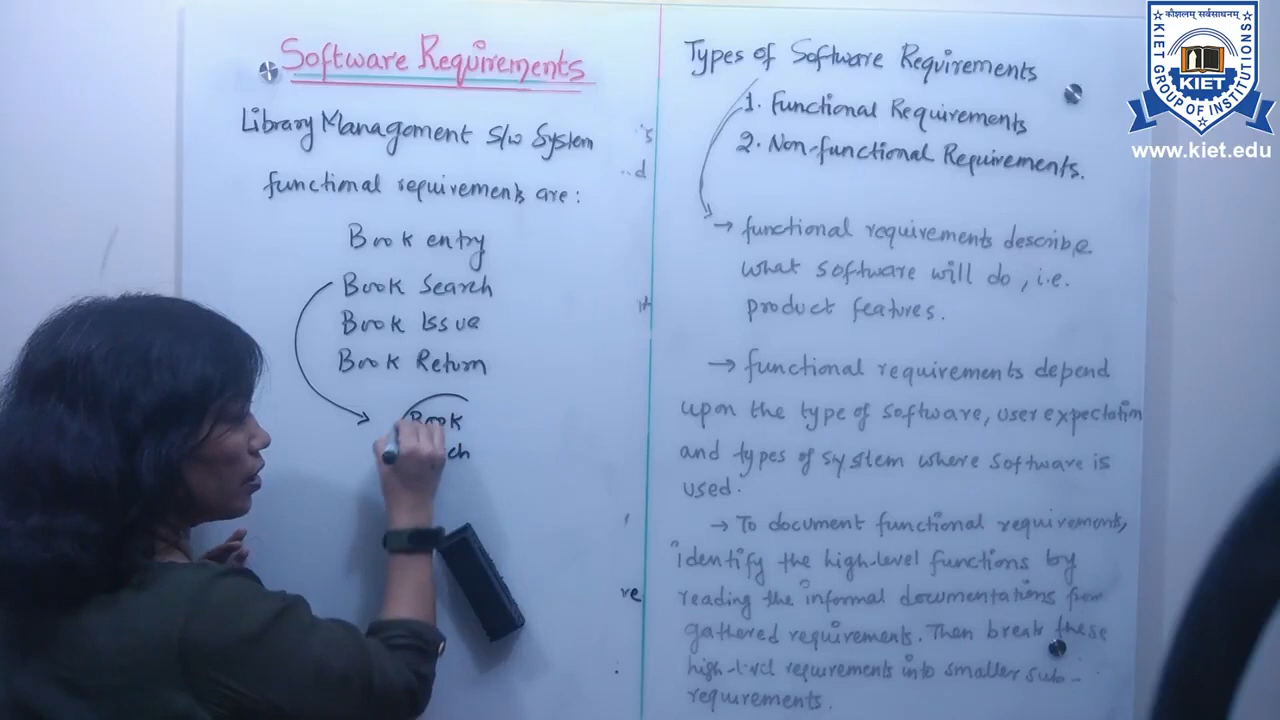 Software Requirements
Library Management S/w System
functional requirements are:
Book entry
Book Search
Book Issue
Book Return
Book
ch
Types of Software Requirements
1. Functional Requirements
2. Non-functional Requirements.
→ functional requirements describe
what software will do, i.e.
product features.
→ functional requirements depend
upon the type of software, user expectation
and types of system where software is
used.
→ To document functional requirements,
identify the high-level functions by
reading the informal documentations from
gathered requirements. Then break these
high-level requirements into smaller sub-
requirements.
कौशलम् सर्वसाधनम्
KIET GROUP OF INSTITUTIONS
KIET
www.kiet.edu